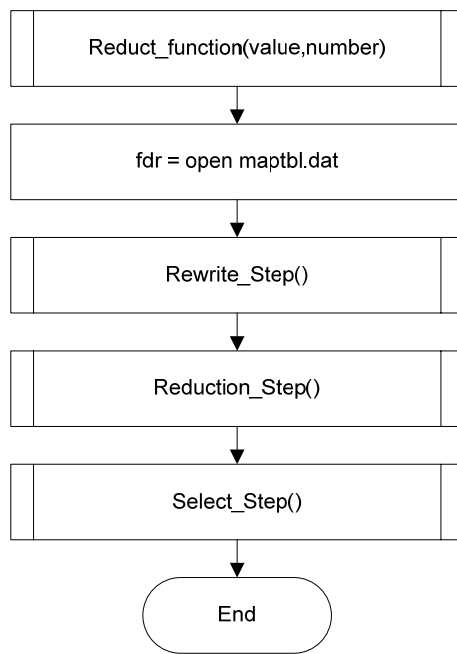 Reduct_function(value,number)
fdr = open maptbl.dat
Rewrite_Step()
Reduction_Step()
Select_Step()
End